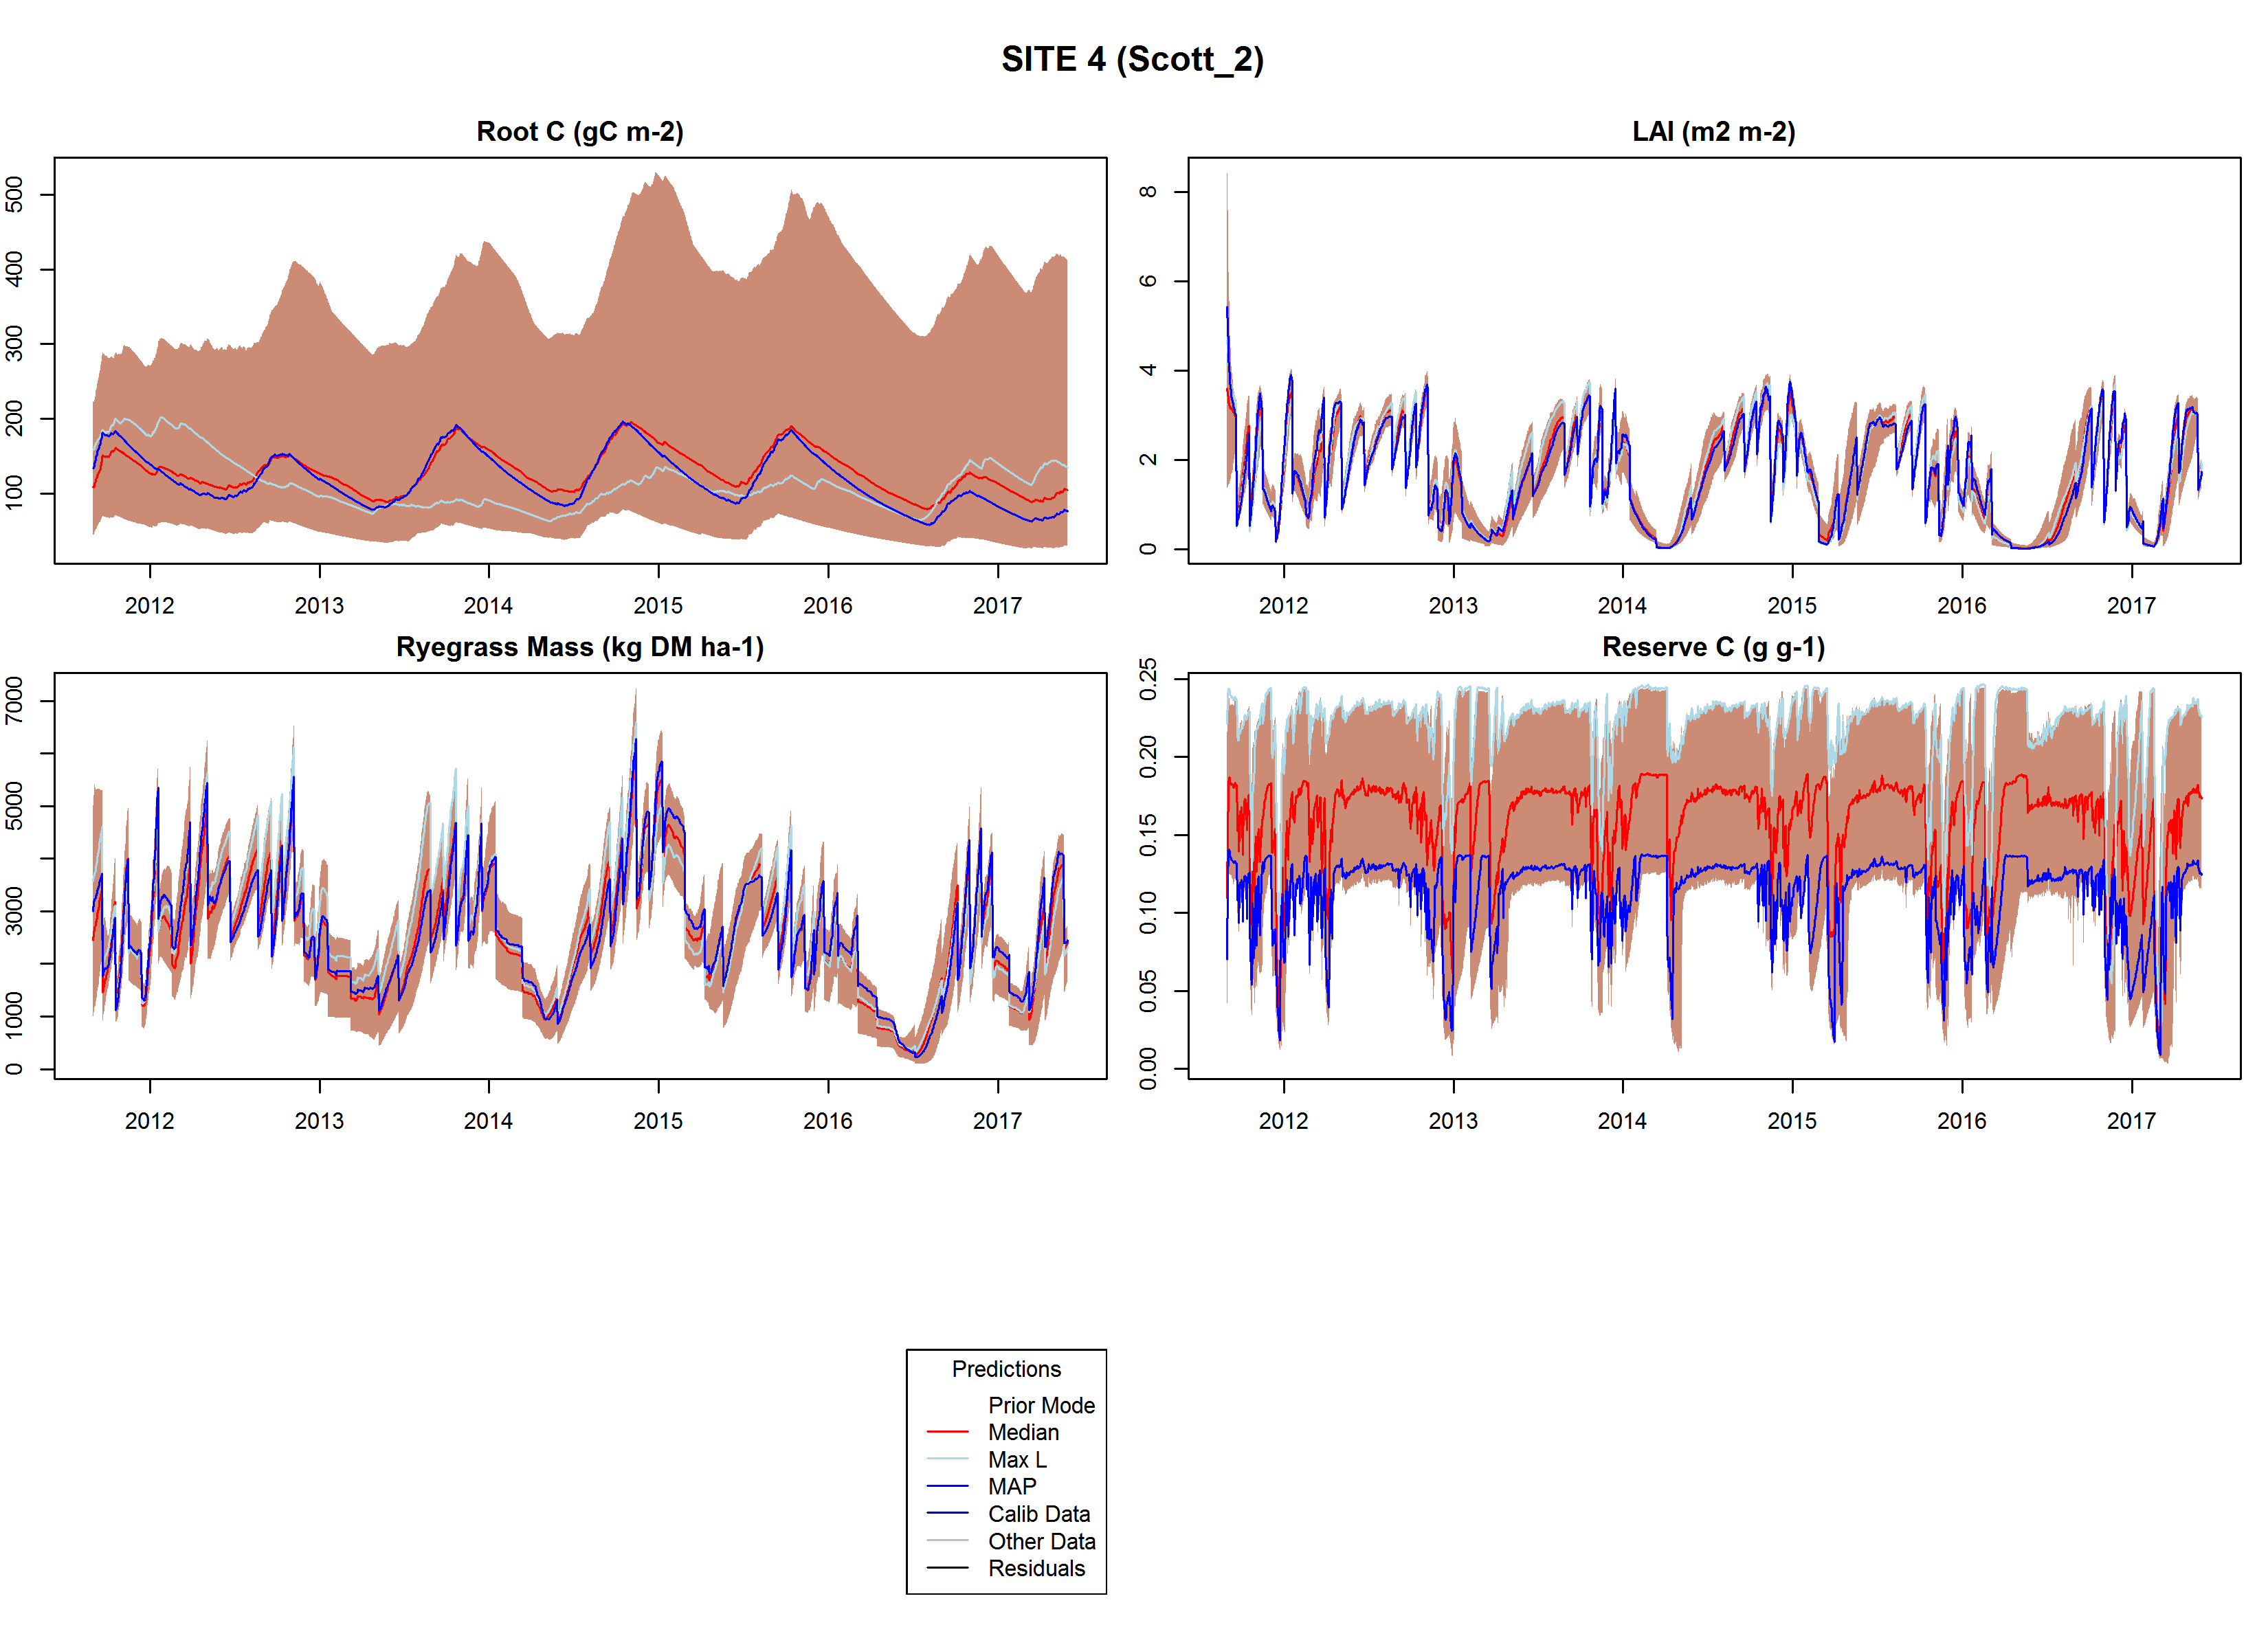 SITE 4 (Scott_2)
Root C (gC m-2)
500
400
300
200
100
2012 2013 2014 2015 2016 2017
LAI (m2 m-2)
8
6
4
2
0
2012 2013 2014 2015 2016 2017
Ryegrass Mass (kg DM ha-1)
7000
5000
3000
1000
0
2012 2013 2014 2015 2016 2017
Reserve C (g g-1)
0.25
0.20
0.15
0.10
0.05
0.00
2012 2013 2014 2015 2016 2017
Predictions
Prior Mode
Median
Max L
MAP
Calib Data
Other Data
Residuals